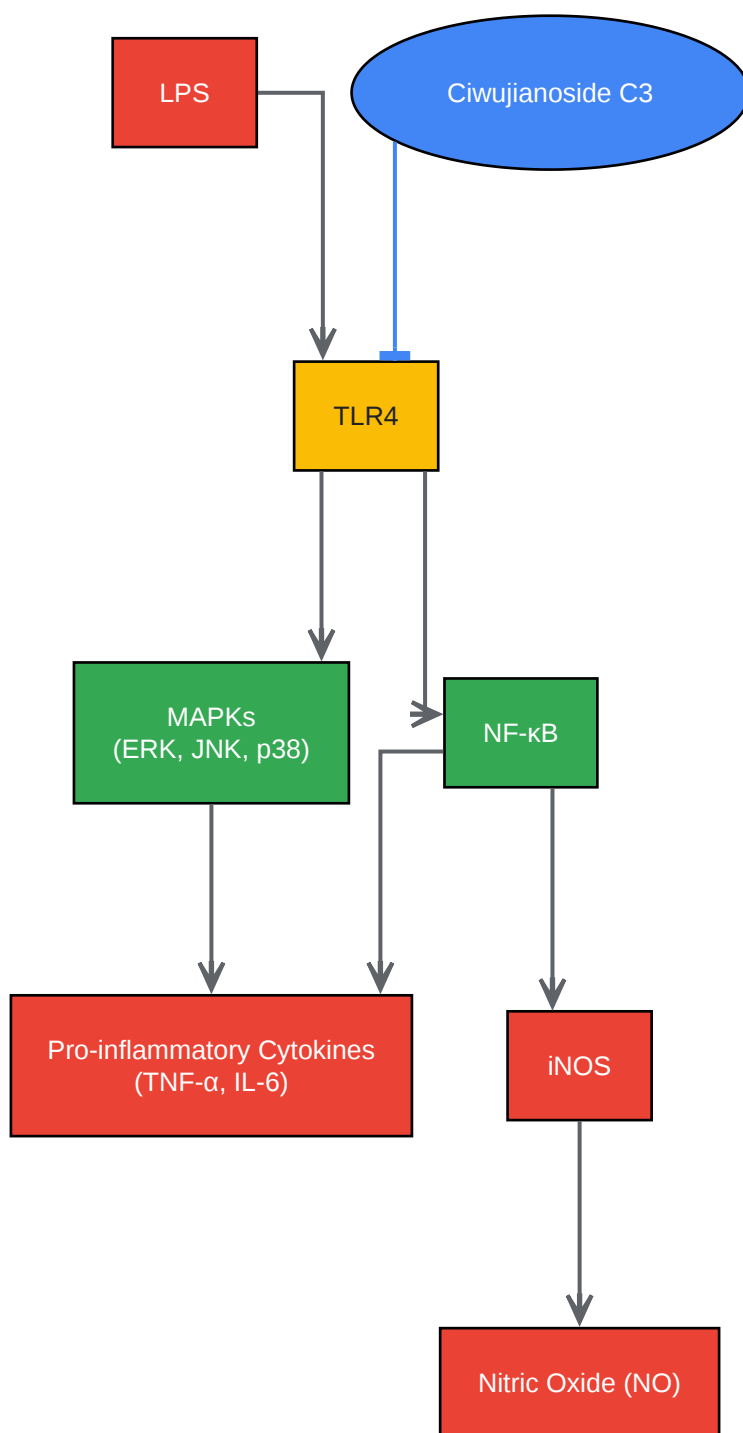 LPS
Ciwujianoside C3
TLR4
MAPKs
(ERK, JNK, p38)
NF-κB
Pro-inflammatory Cytokines
(TNF-α, IL-6)
iNOS
Nitric Oxide (NO)